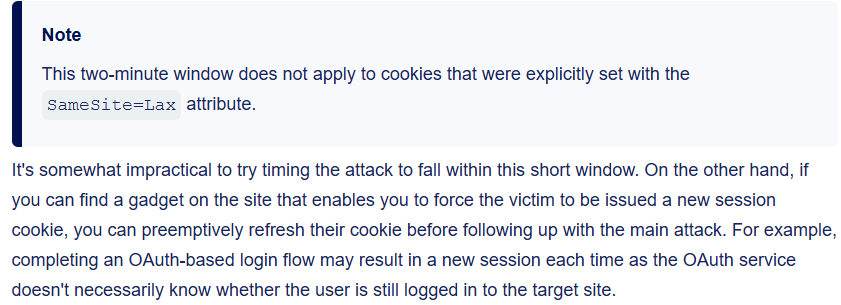 Note
This two-minute window does not apply to cookies that were explicitly set with the
SameSite=Lax attribute.
It's somewhat impractical to try timing the attack to fall within this short window. On the other hand, if
you can find a gadget on the site that enables you to force the victim to be issued a new session
cookie, you can preemptively refresh their cookie before following up with the main attack. For example,
completing an OAuth-based login flow may result in a new session each time as the OAuth service
doesn't necessarily know whether the user is still logged in to the target site.